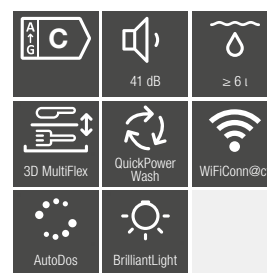 A
G
C
41 dB
≥ 6 l
3D MultiFlex
QuickPower
Wash
WiFiConn@c
AutoDos
BrilliantLight